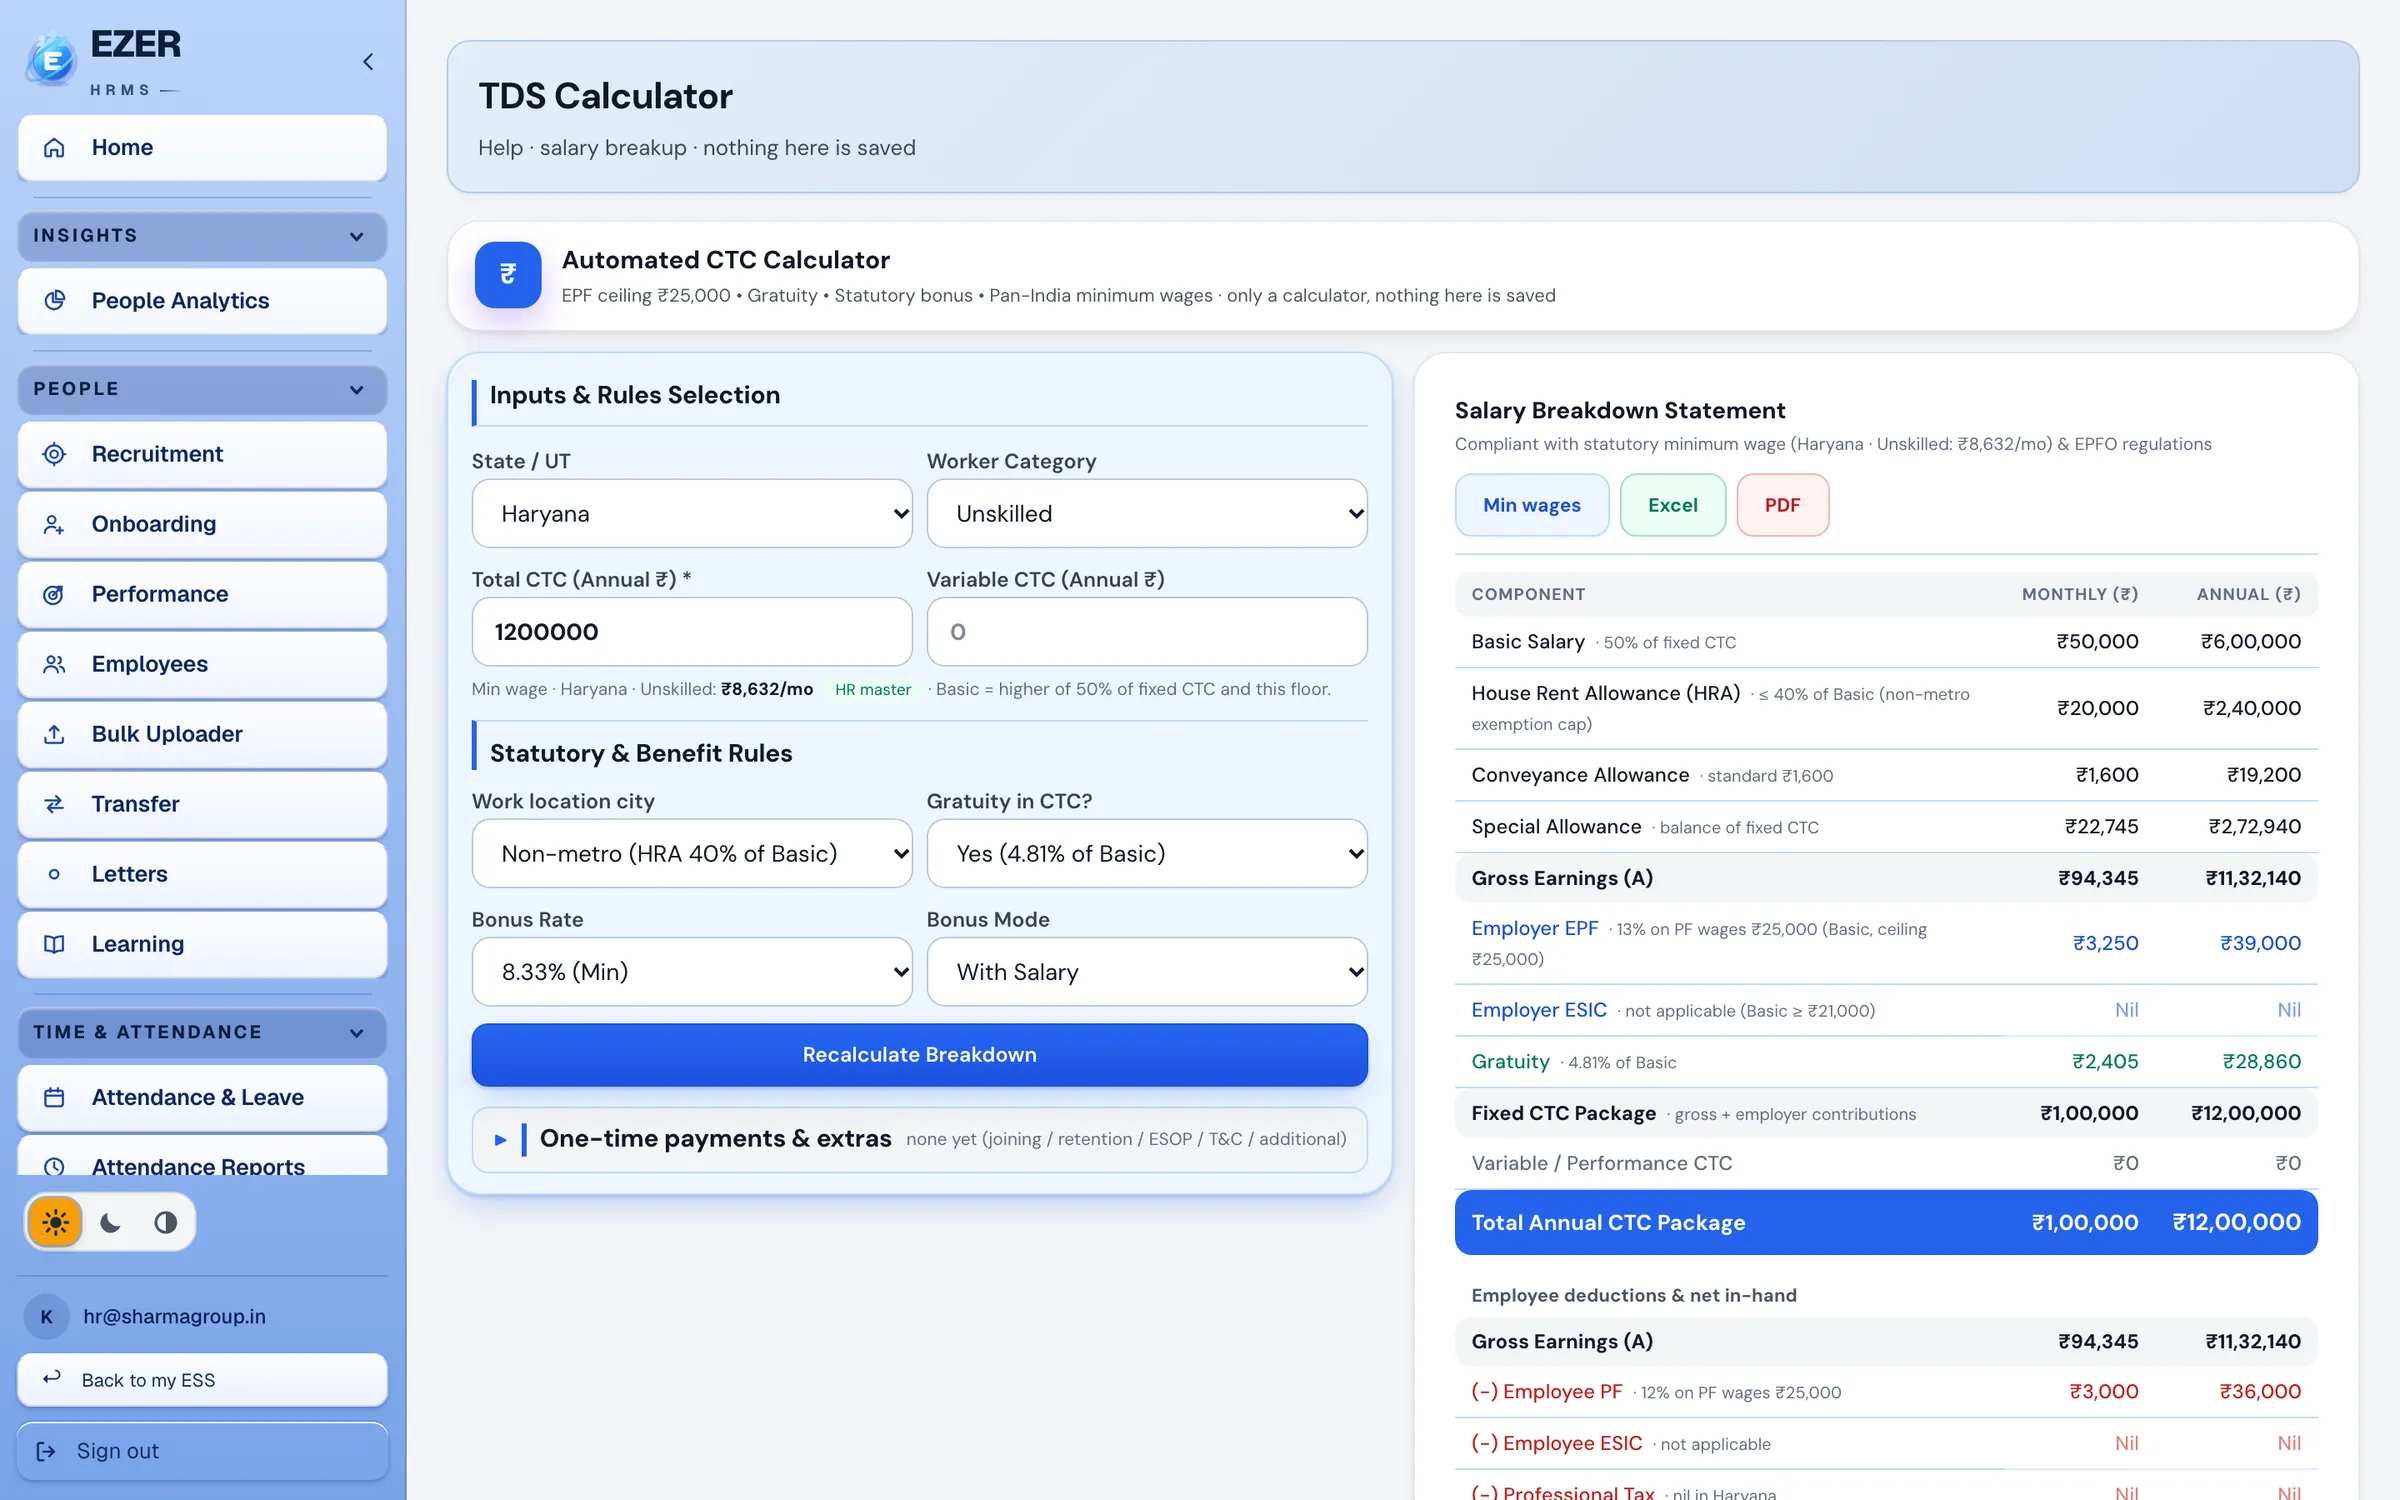 EZER
HRMS
Home
INSIGHTS
People Analytics
PEOPLE
Recruitment
Onboarding
Performance
Employees
Bulk Uploader
Transfer
Letters
Learning
TIME & ATTENDANCE
Attendance & Leave
Attendance Reports
K hr@sharmagroup.in
Back to my ESS
Sign out
TDS Calculator
Help · salary breakup · nothing here is saved
₹
Automated CTC Calculator
EPF ceiling ₹25,000 • Gratuity • Statutory bonus • Pan-India minimum wages · only a calculator, nothing here is saved
Inputs & Rules Selection
State / UT Worker Category
Haryana Unskilled
Total CTC (Annual ₹) * Variable CTC (Annual ₹)
1200000 0
Min wage · Haryana · Unskilled: ₹8,632/mo HR master · Basic = higher of 50% of fixed CTC and this floor.
Statutory & Benefit Rules
Work location city Gratuity in CTC?
Non-metro (HRA 40% of Basic) Yes (4.81% of Basic)
Bonus Rate Bonus Mode
8.33% (Min) With Salary
Recalculate Breakdown
One-time payments & extras none yet (joining / retention / ESOP / T&C / additional)
Salary Breakdown Statement
Compliant with statutory minimum wage (Haryana · Unskilled: ₹8,632/mo) & EPFO regulations
Min wages Excel PDF
COMPONENT MONTHLY (₹) ANNUAL (₹)
Basic Salary · 50% of fixed CTC ₹50,000 ₹6,00,000
House Rent Allowance (HRA) · ≤ 40% of Basic (non-metro
exemption cap) ₹20,000 ₹2,40,000
Conveyance Allowance · standard ₹1,600 ₹1,600 ₹19,200
Special Allowance · balance of fixed CTC ₹22,745 ₹2,72,940
Gross Earnings (A) ₹94,345 ₹11,32,140
Employer EPF · 13% on PF wages ₹25,000 (Basic, ceiling
₹25,000) ₹3,250 ₹39,000
Employer ESIC · not applicable (Basic ≥ ₹21,000) Nil Nil
Gratuity · 4.81% of Basic ₹2,405 ₹28,860
Fixed CTC Package · gross + employer contributions ₹1,00,000 ₹12,00,000
Variable / Performance CTC ₹0 ₹0
Total Annual CTC Package ₹1,00,000 ₹12,00,000
Employee deductions & net in-hand
Gross Earnings (A) ₹94,345 ₹11,32,140
(-) Employee PF · 12% on PF wages ₹25,000 ₹3,000 ₹36,000
(-) Employee ESIC · not applicable Nil Nil
(-) Professional Tax · nil in Haryana Nil Nil